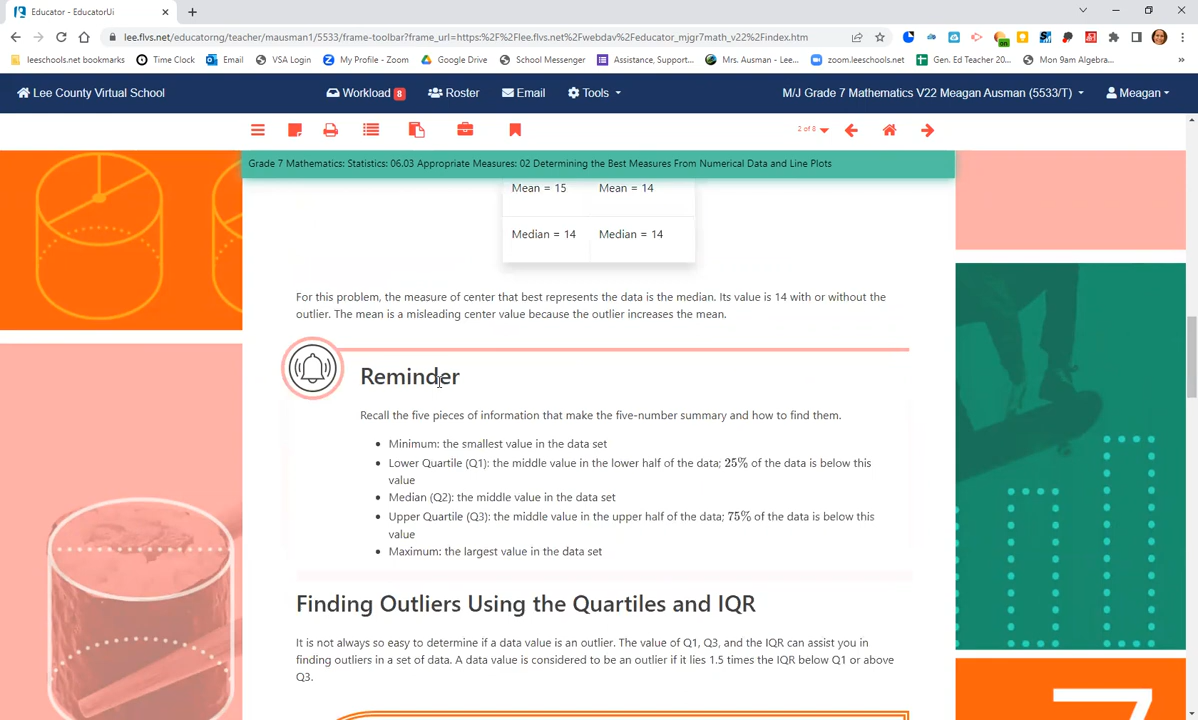 Educator - EducatorUi
lee.flvs.net/educatorng/teacher/mausman1/5533/frame-toolbar?frame_url=https%3A%2F%2Flee.flvs.net%2Fwebdav%2Feducator_mjgr7math_v22%2Findex.htm
leeschools.net bookmarks Time Clock Email VSA Login My Profile - Zoom Google Drive School Messenger Assistance, Support... Mrs. Ausman - Lee... zoom.leeschools.net Gen. Ed Teacher 20... Mon 9am Algebra...
Lee County Virtual School Workload 8 Roster Email Tools M/J Grade 7 Mathematics V22 Meagan Ausman (5533/T) Meagan
2 of 8
Grade 7 Mathematics: Statistics: 06.03 Appropriate Measures: 02 Determining the Best Measures From Numerical Data and Line Plots
Mean = 15 Mean = 14
Median = 14 Median = 14
For this problem, the measure of center that best represents the data is the median. Its value is 14 with or without the
outlier. The mean is a misleading center value because the outlier increases the mean.
Reminder
Recall the five pieces of information that make the five-number summary and how to find them.
• Minimum: the smallest value in the data set
• Lower Quartile (Q1): the middle value in the lower half of the data; 25% of the data is below this
value
• Median (Q2): the middle value in the data set
• Upper Quartile (Q3): the middle value in the upper half of the data; 75% of the data is below this
value
• Maximum: the largest value in the data set
Finding Outliers Using the Quartiles and IQR
It is not always so easy to determine if a data value is an outlier. The value of Q1, Q3, and the IQR can assist you in
finding outliers in a set of data. A data value is considered to be an outlier if it lies 1.5 times the IQR below Q1 or above
Q3.